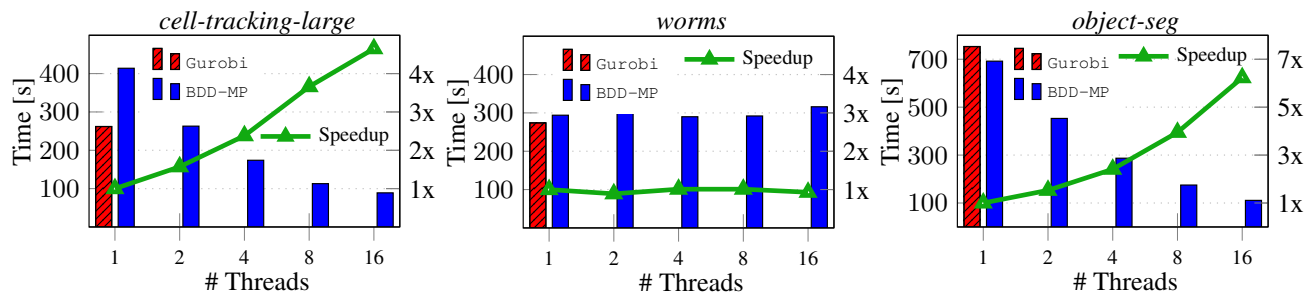 cell-tracking-large
Time [s]
400
300
200
100
Gurobi
BDD-MP
Speedup
4x
3x
2x
1x
1 2 4 8 16
# Threads
worms
Time [s]
400
300
200
100
Gurobi
BDD-MP
Speedup
4x
3x
2x
1x
1 2 4 8 16
# Threads
object-seg
Time [s]
700
500
300
100
Gurobi
BDD-MP
Speedup
7x
5x
3x
1x
1 2 4 8 16
# Threads